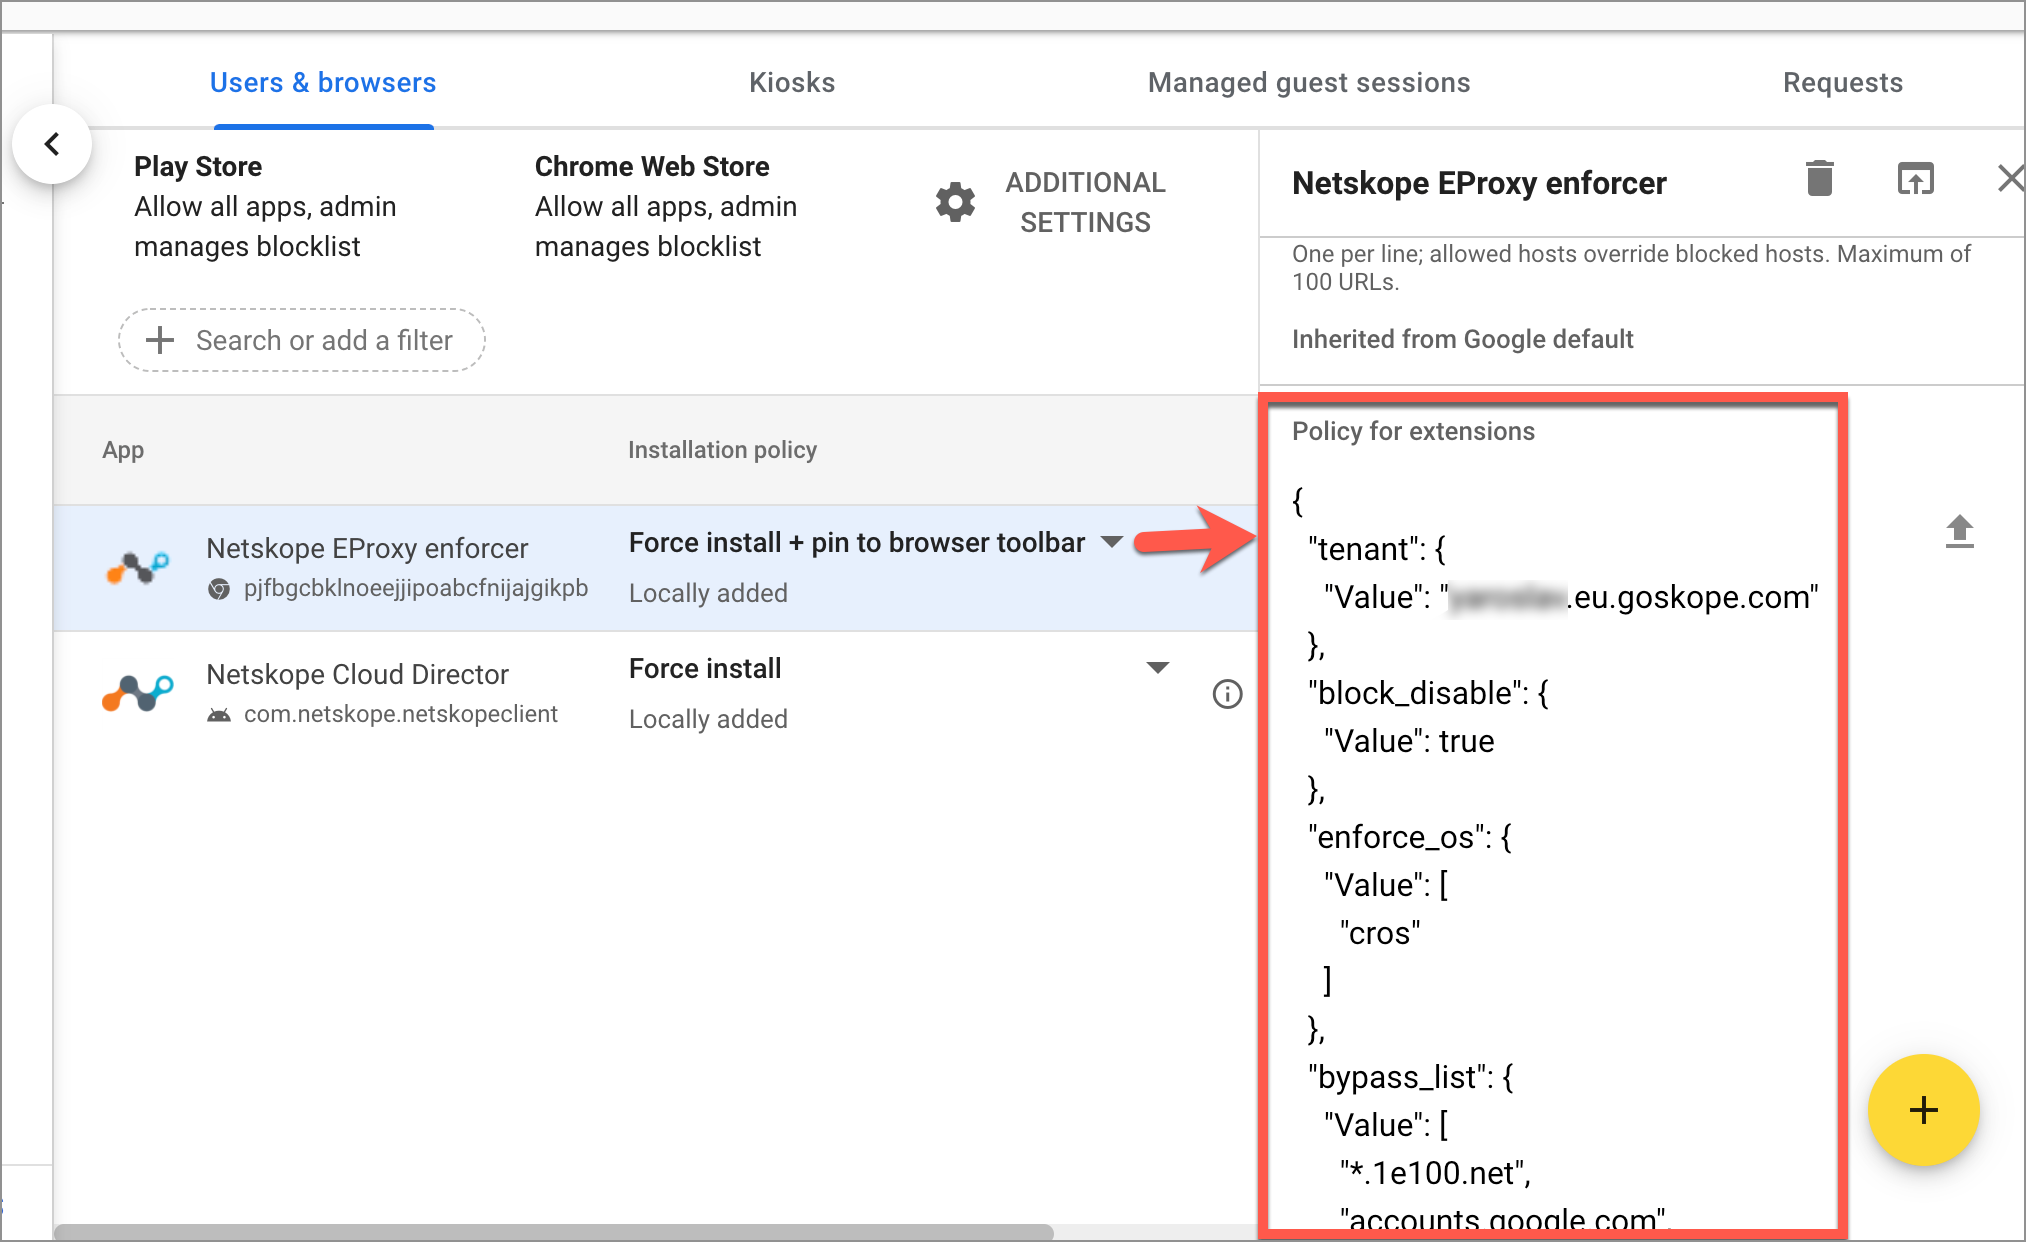 Users & browsers
Kiosks
Managed guest sessions
Requests
Play Store
Allow all apps, admin
manages blocklist
Chrome Web Store
Allow all apps, admin
manages blocklist
ADDITIONAL
SETTINGS
Search or add a filter
App
Installation policy
Netskope EProxy enforcer
pjfbgcbklnoeejjipoabcfnijajgikpb
Force install + pin to browser toolbar
Locally added
Netskope Cloud Director
com.netskope.netskopeclient
Force install
Locally added
Netskope EProxy enforcer
One per line; allowed hosts override blocked hosts. Maximum of
100 URLs.
Inherited from Google default
Policy for extensions
{
"tenant": {
"Value": ".eu.goskope.com"
},
"block_disable": {
"Value": true
},
"enforce_os": {
"Value": [
"cros"
]
},
"bypass_list": {
"Value": [
"*.1e100.net",
"accounts.google.com",